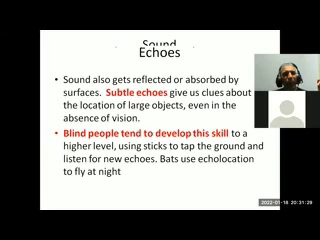 Sound
Echoes
• Sound also gets reflected or absorbed by
surfaces. Subtle echoes give us clues about
the location of large objects, even in the
absence of vision.
• Blind people tend to develop this skill to a
higher level, using sticks to tap the ground and
listen for new echoes. Bats use echolocation
to fly at night
2022-01-18 20:31:29